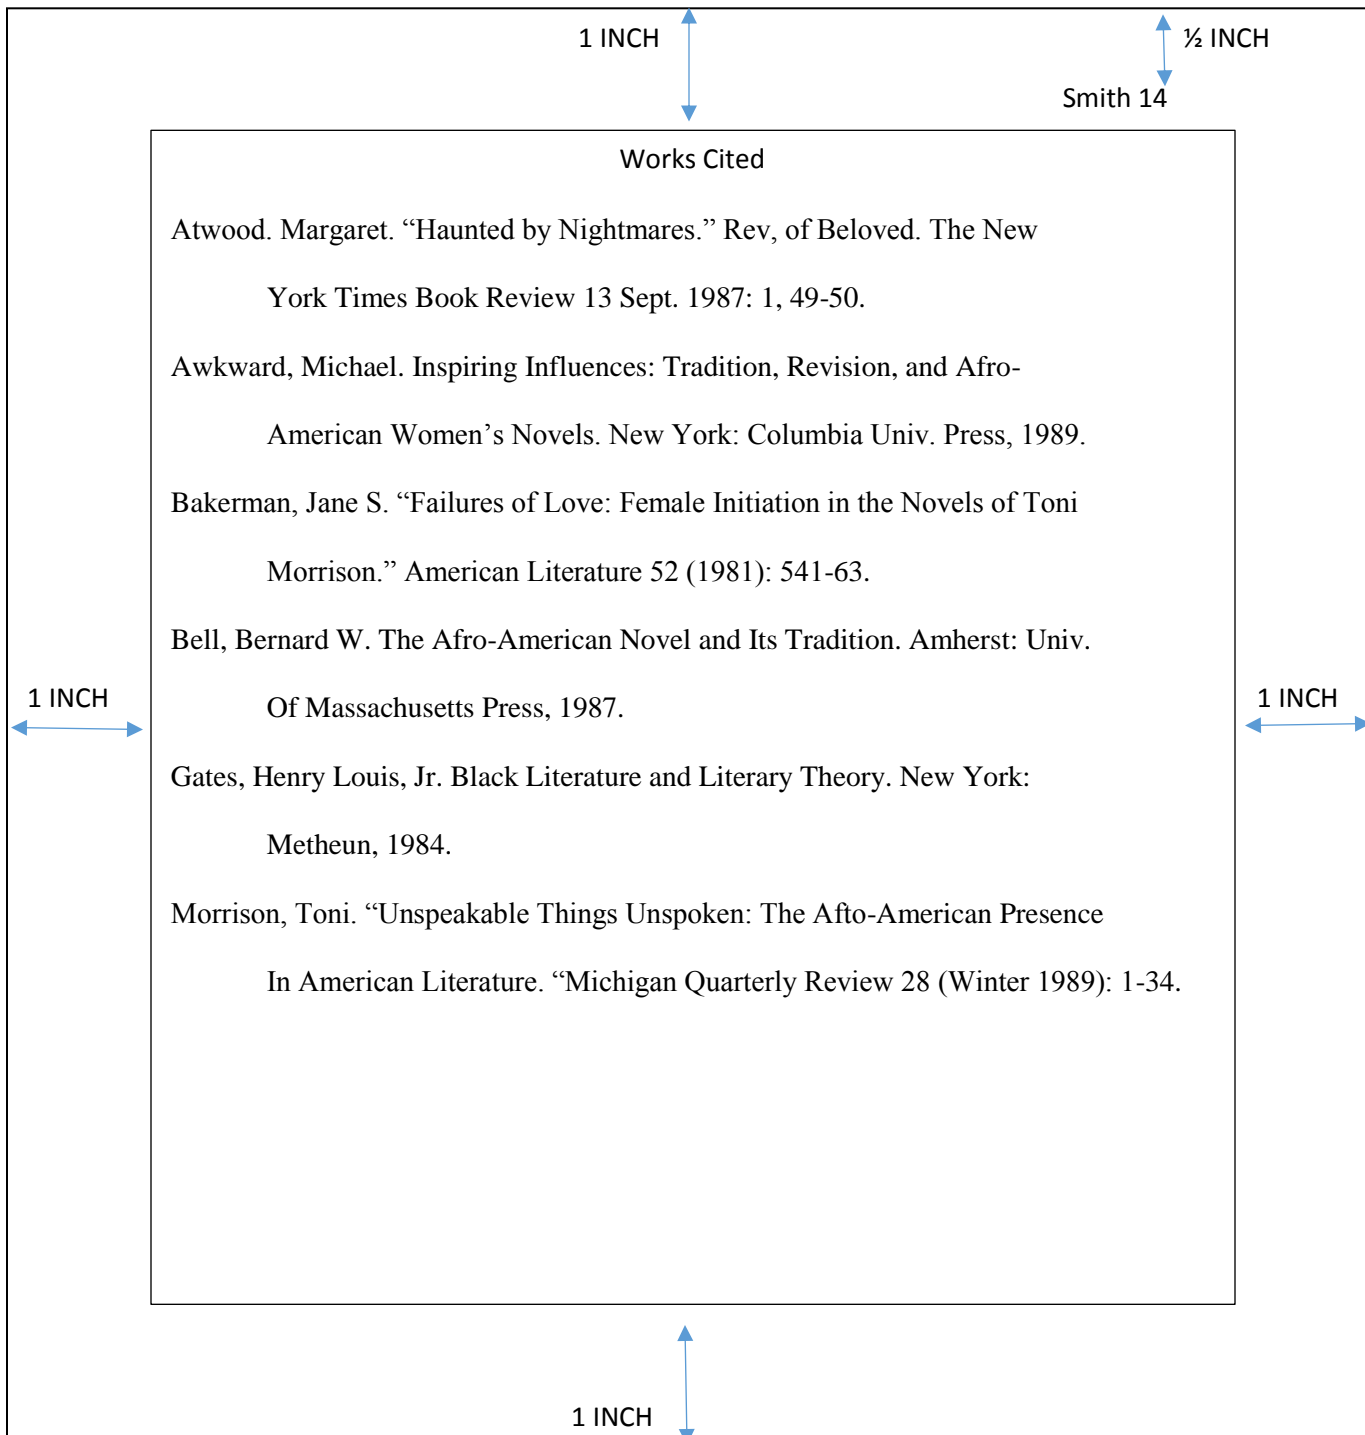 1 INCH
½ INCH
Smith 14
Works Cited
Atwood. Margaret. “Haunted by Nightmares.” Rev, of Beloved. The New
York Times Book Review 13 Sept. 1987: 1, 49-50.
Awkward, Michael. Inspiring Influences: Tradition, Revision, and Afro-
American Women’s Novels. New York: Columbia Univ. Press, 1989.
Bakerman, Jane S. “Failures of Love: Female Initiation in the Novels of Toni
Morrison.” American Literature 52 (1981): 541-63.
Bell, Bernard W. The Afro-American Novel and Its Tradition. Amherst: Univ.
Of Massachusetts Press, 1987.
1 INCH
1 INCH
Gates, Henry Louis, Jr. Black Literature and Literary Theory. New York:
Metheun, 1984.
Morrison, Toni. “Unspeakable Things Unspoken: The Afto-American Presence
In American Literature. “Michigan Quarterly Review 28 (Winter 1989): 1-34.
1 INCH